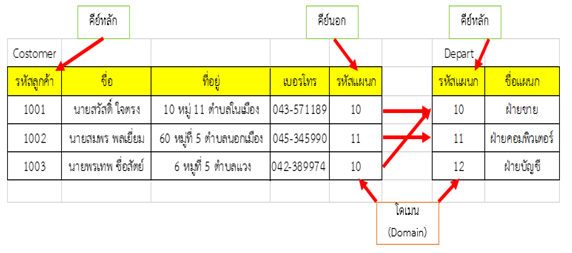 คีย์หลัก คีย์นอก คีย์หลัก
Costomer Depart
รหัสลูกค้า ชื่อ ที่อยู่ เบอร์โทร รหัสแผนก รหัสแผนก ชื่อแผนก
1001 นายสวัสดิ์ ใจตรง 10 หมู่ 11 ตำบลในเมือง 043-571189 10 10 ฝ่ายขาย
1002 นายสมพร พลเยี่ยม 60 หมู่ที่ 5 ตำบลนอกเมือง 045-345990 11 11 ฝ่ายคอมพิวเตอร์
1003 นายพรเทพ ซื่อสัตย์ 6 หมู่ที่ 5 ตำบลแวง 042-389974 10 12 ฝ่ายบัญชี
โดเมน
(Domain)